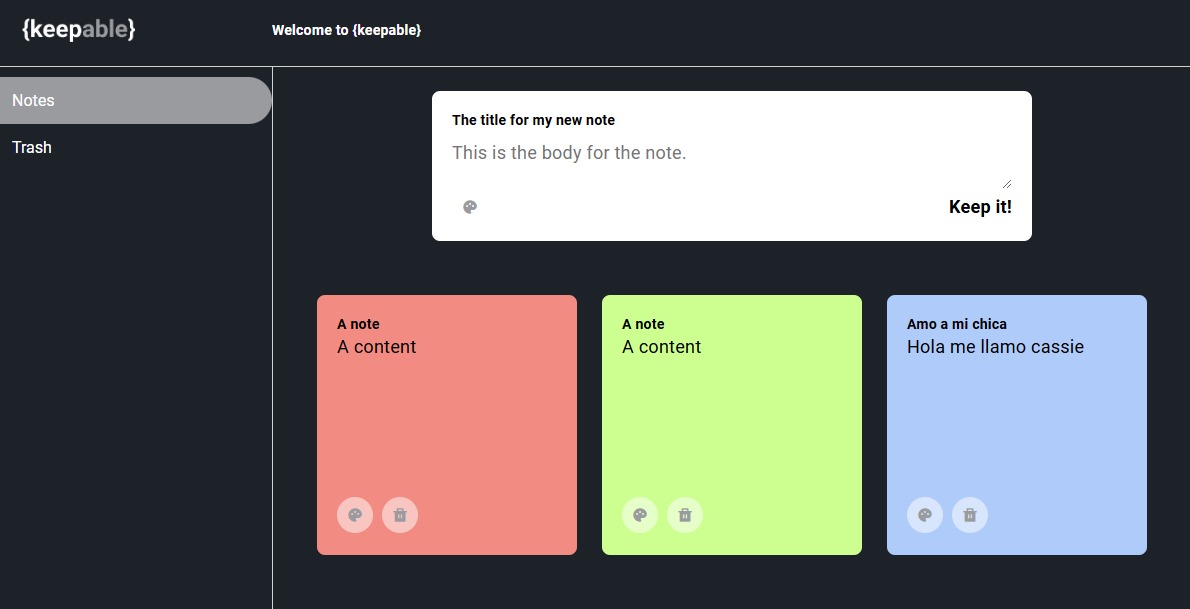 {keepable}
Welcome to {keepable}
Notes
Trash
The title for my new note
This is the body for the note.
Keep it!
A note
A content
A note
A content
Amo a mi chica
Hola me llamo cassie